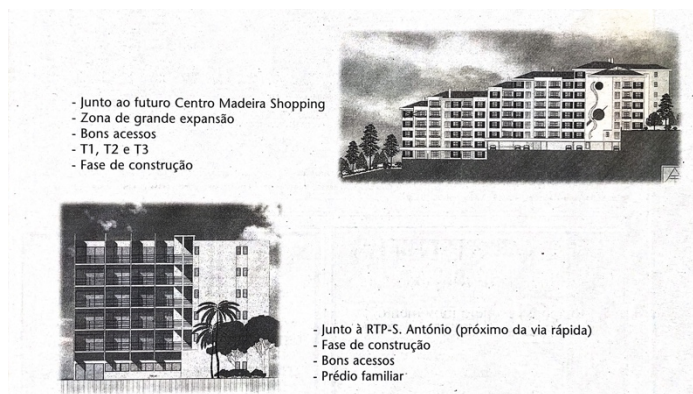 - Junto ao futuro Centro Madeira Shopping
- Zona de grande expansão
- Bons acessos
- T1, T2 e T3
- Fase de construção
- Junto à RTP-S. António (próximo da via rápida)
- Fase de construção
- Bons acessos
- Prédio familiar